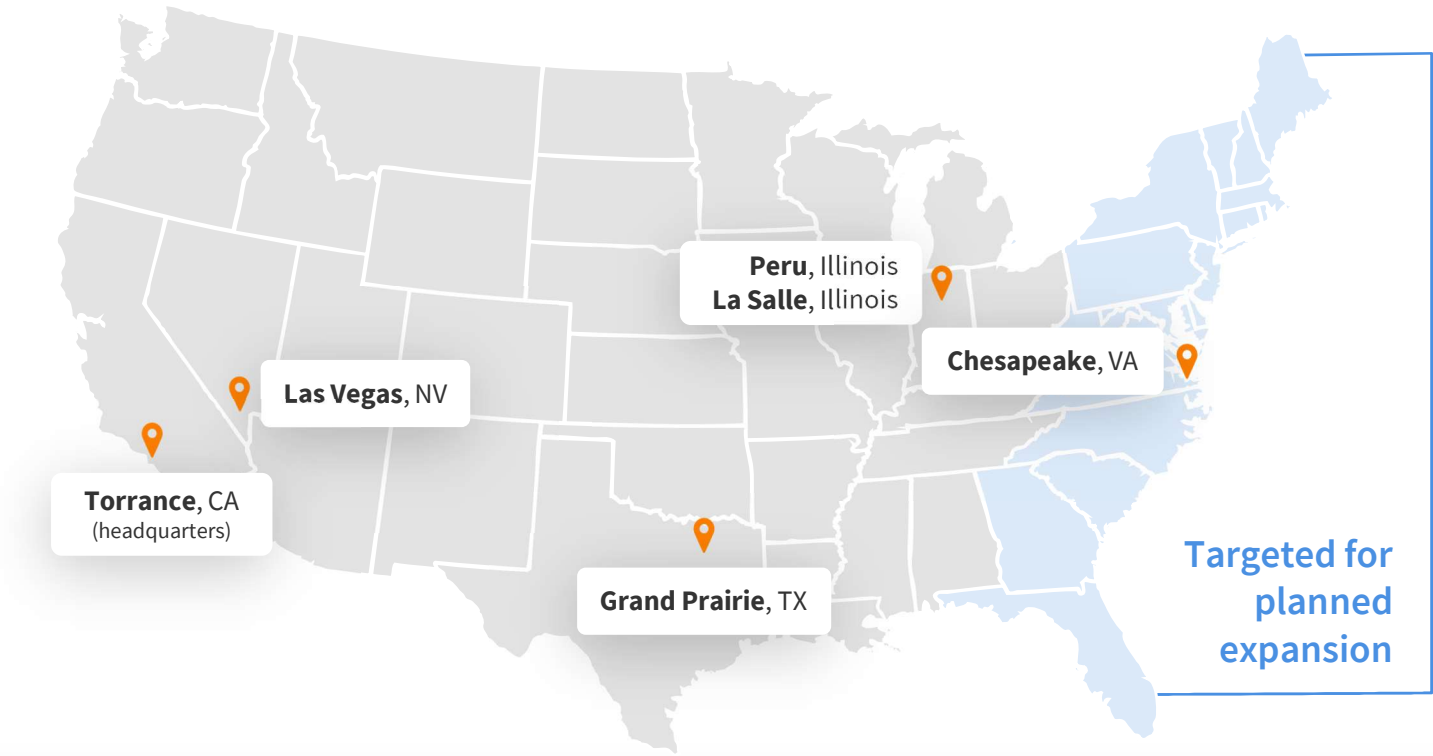 Peru, Illinois
La Salle, Illinois
Chesapeake, VA
Las Vegas, NV
Torrance, CA
(headquarters)
Grand Prairie, TX
Targeted for
planned
expansion